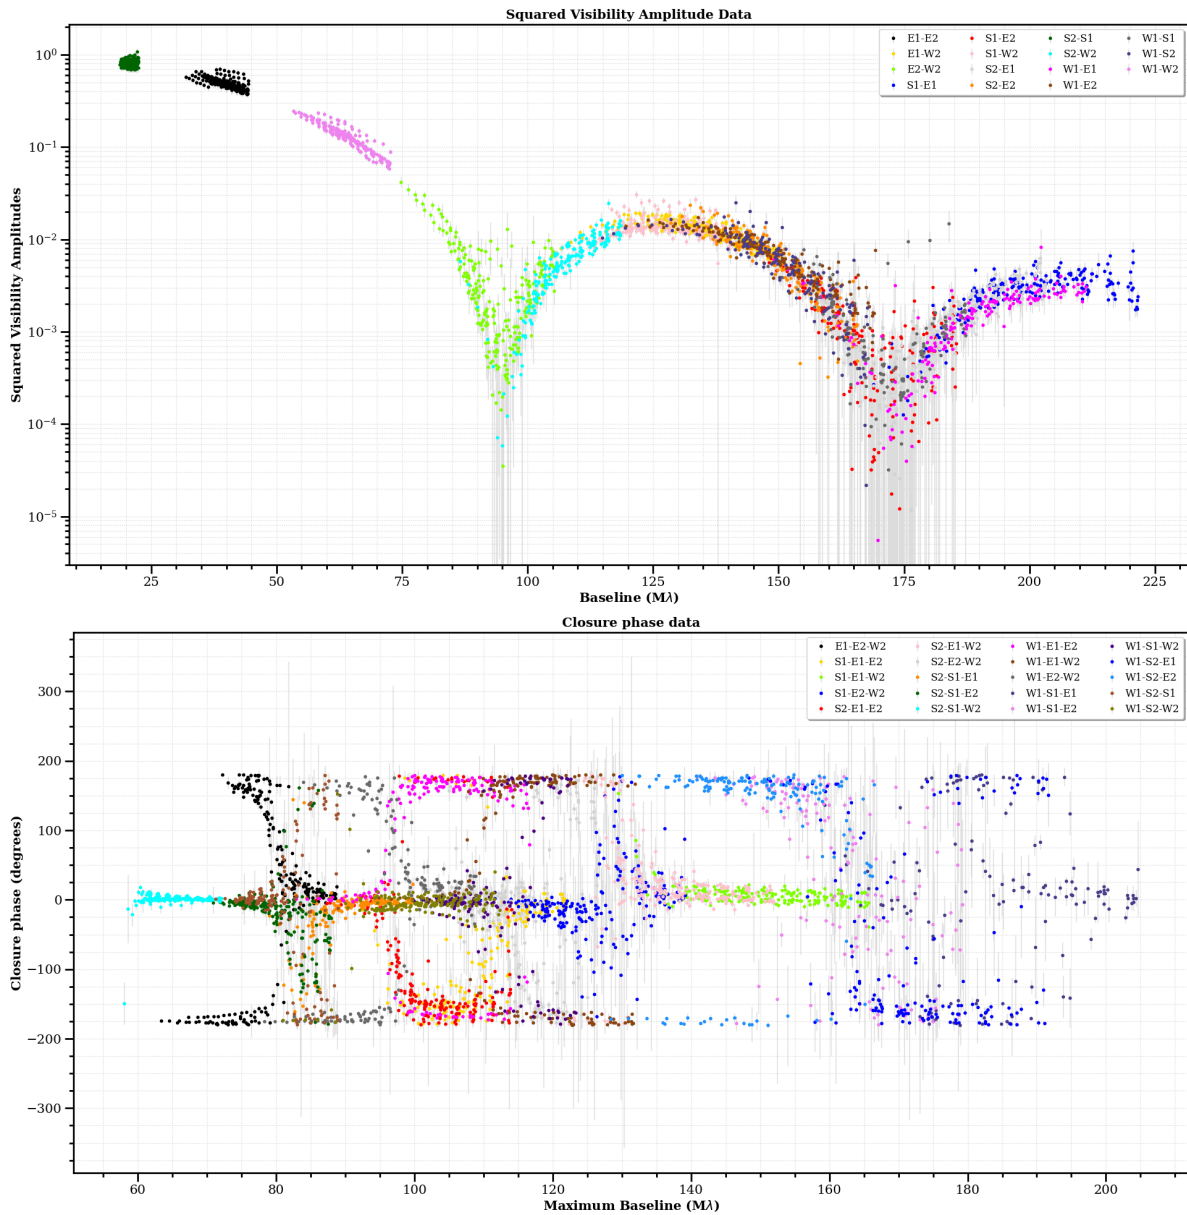 Squared Visibility Amplitude Data
E1-E2 S1-E2 S2-S1 W1-S1
E1-W2 S1-W2 S2-W2 W1-S2
E2-W2 S2-E1 W1-E1 W1-W2
S1-E1 S2-E2 W1-E2
Squared Visibility Amplitudes
10⁰
10⁻¹
10⁻²
10⁻³
10⁻⁴
10⁻⁵
25 50 75 100 125 150 175 200 225
Baseline (Mλ)
Closure phase data
E1-E2-W2 S2-E1-W2 W1-E1-E2 W1-S1-W2
S1-E1-E2 S2-E2-W2 W1-E1-W2 W1-S2-E1
S1-E1-W2 S2-S1-E1 W1-E2-W2 W1-S2-E2
S1-E2-W2 S2-S1-E2 W1-S1-E1 W1-S2-S1
S2-E1-E2 S2-S1-W2 W1-S1-E2 W1-S2-W2
Closure phase (degrees)
300
200
100
0
−100
−200
−300
60 80 100 120 140 160 180 200
Maximum Baseline (Mλ)